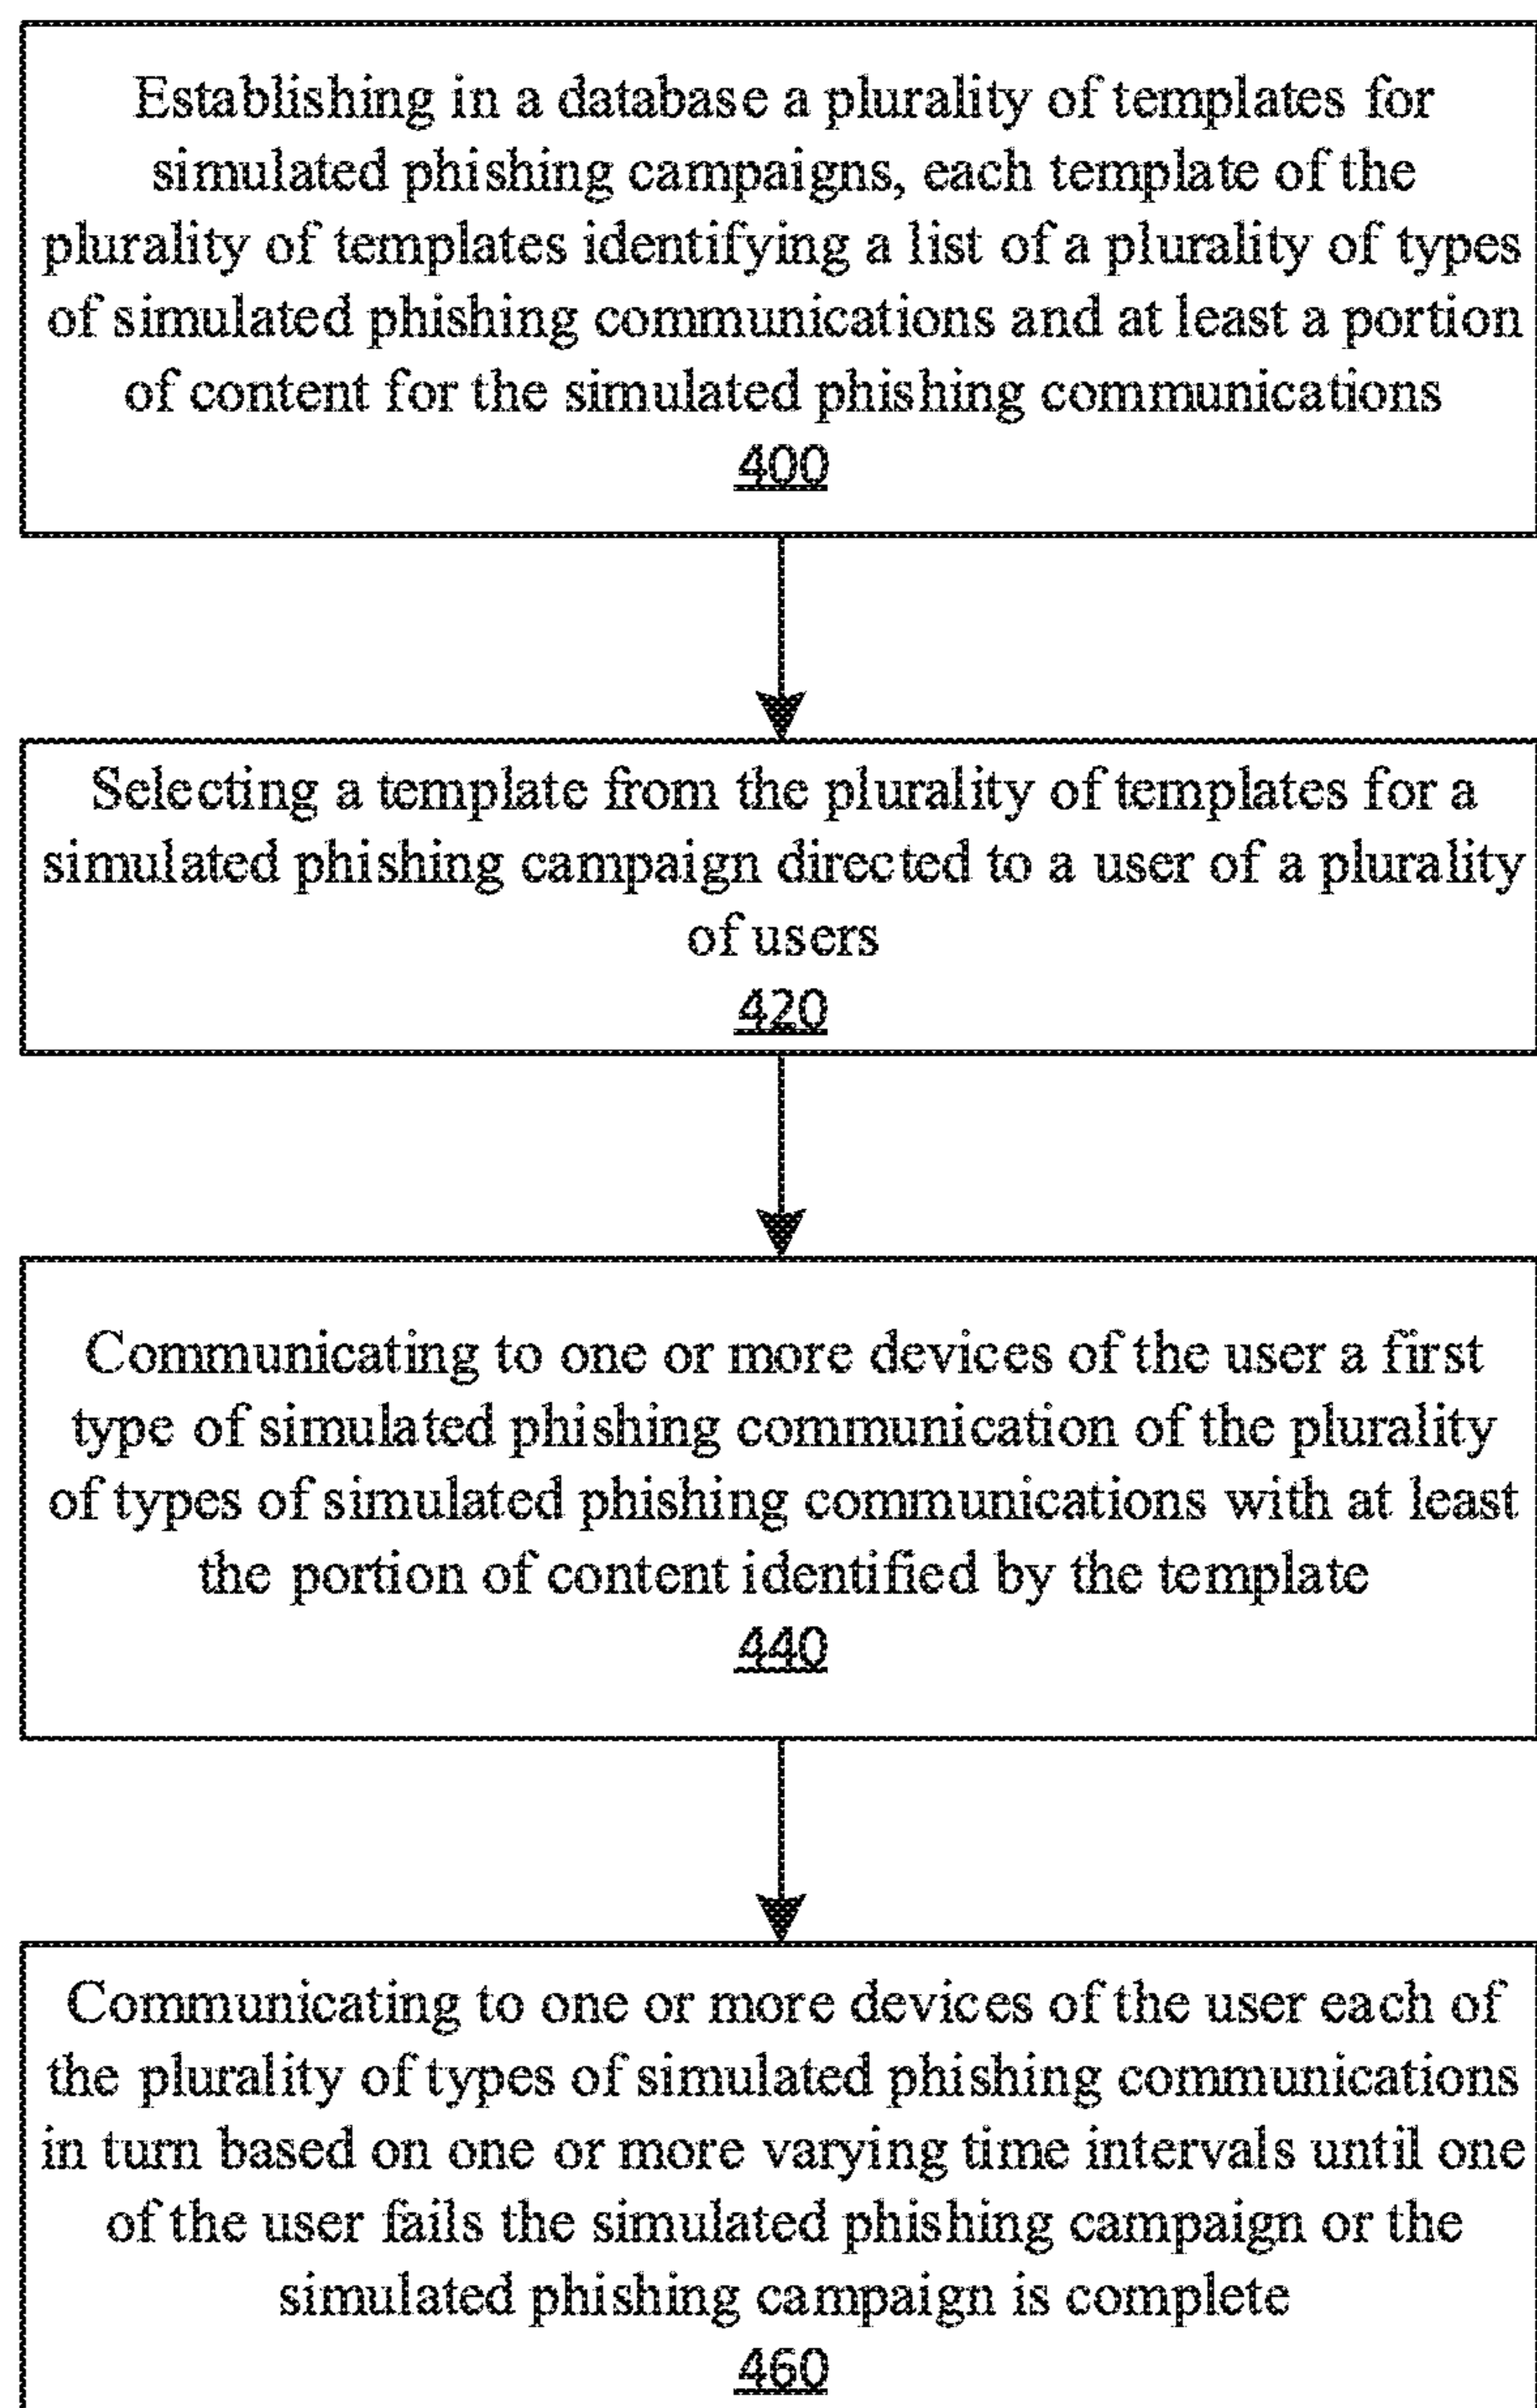 Establishing in a database a plurality of templates for
simulated phishing campaigns, each template of the
plurality of templates identifying a list of a plurality of types
of simulated phishing communications and at least a portion
of content for the simulated phishing communications
400
Selecting a template from the plurality of templates for a
simulated phishing campaign directed to a user of a plurality
of users
420
Communicating to one or more devices of the user a first
type of simulated phishing communication of the plurality
of types of simulated phishing communications with at least
the portion of content identified by the template
440
Communicating to one or more devices of the user each of
the plurality of types of simulated phishing communications
in turn based on one or more varying time intervals until one
of the user fails the simulated phishing campaign or the
simulated phishing campaign is complete
460